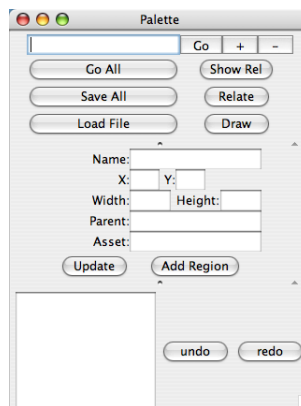 Palette
Go + -
Go All Show Rel
Save All Relate
Load File Draw
Name:
X: Y:
Width: Height:
Parent:
Asset:
Update Add Region
undo redo